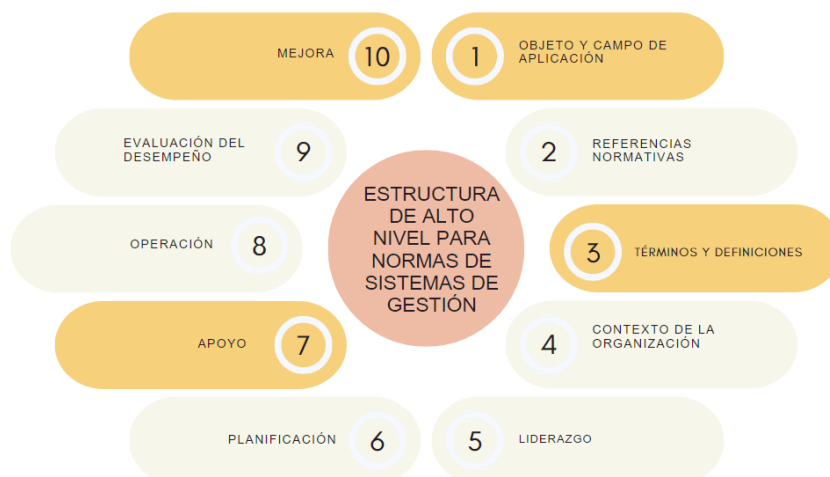 ESTRUCTURA
DE ALTO
NIVEL PARA
NORMAS DE
SISTEMAS DE
GESTIÓN
1
OBJETO Y CAMPO DE
APLICACIÓN
2
REFERENCIAS
NORMATIVAS
3
TÉRMINOS Y DEFINICIONES
4
CONTEXTO DE LA
ORGANIZACIÓN
5
LIDERAZGO
6
PLANIFICACIÓN
7
APOYO
8
OPERACIÓN
9
EVALUACIÓN DEL
DESEMPEÑO
10
MEJORA